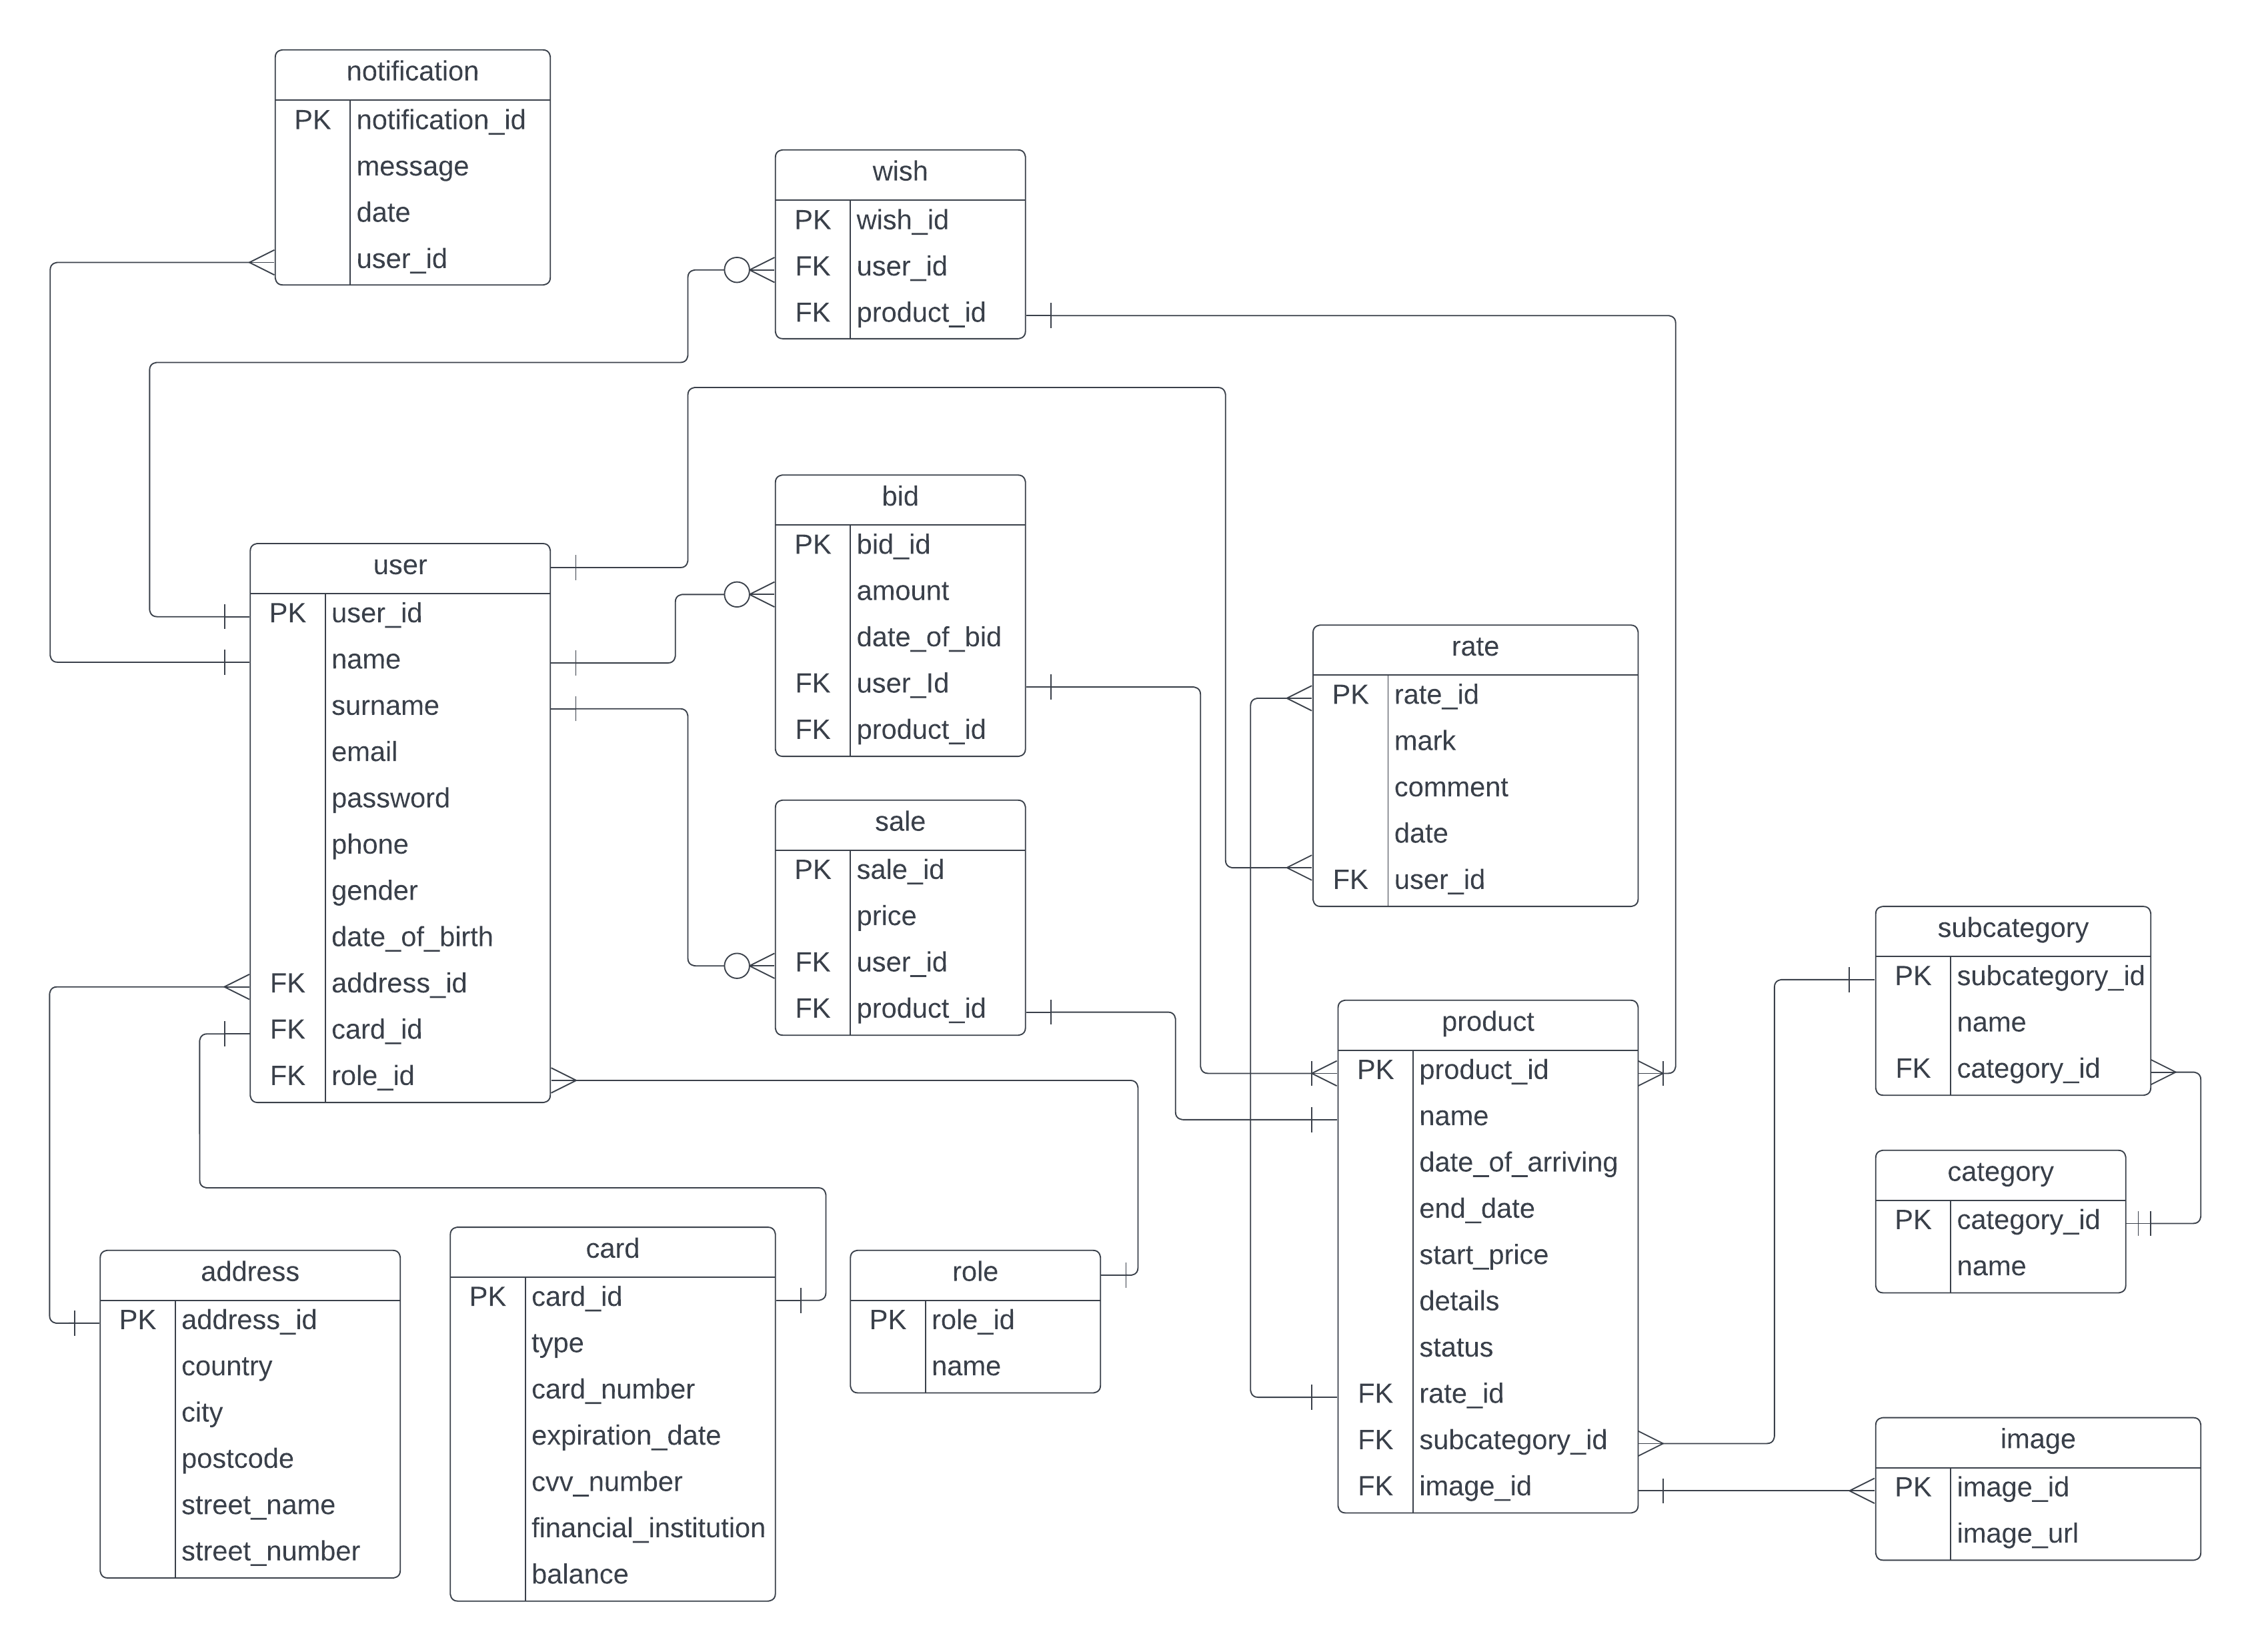 notification
PK notification_id
message
date
user_id
wish
PK wish_id
FK user_id
FK product_id
bid
PK bid_id
amount
date_of_bid
FK user_Id
FK product_id
user
PK user_id
name
surname
email
password
phone
gender
date_of_birth
FK address_id
FK card_id
FK role_id
sale
PK sale_id
price
FK user_id
FK product_id
rate
PK rate_id
mark
comment
date
FK user_id
subcategory
PK subcategory_id
name
FK category_id
product
PK product_id
name
date_of_arriving
end_date
start_price
details
status
FK rate_id
FK subcategory_id
FK image_id
category
PK category_id
name
address
PK address_id
country
city
postcode
street_name
street_number
card
PK card_id
type
card_number
expiration_date
cvv_number
financial_institution
balance
role
PK role_id
name
image
PK image_id
image_url